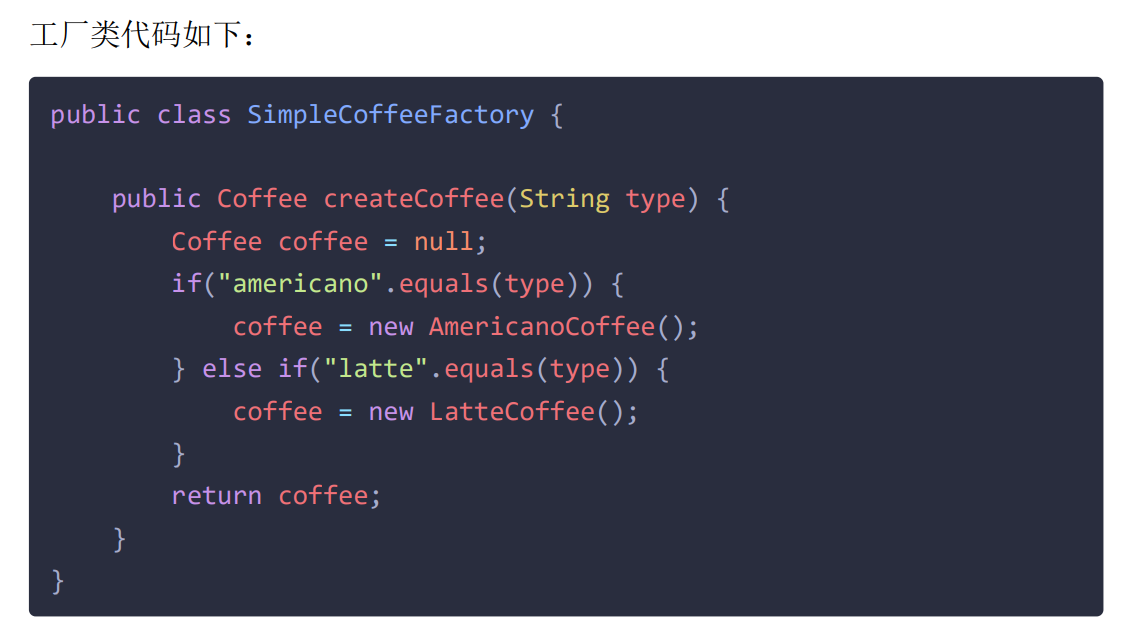 工厂类代码如下：
public class SimpleCoffeeFactory {
    public Coffee createCoffee(String type) {
        Coffee coffee = null;
        if("americano".equals(type)) {
            coffee = new AmericanoCoffee();
        } else if("latte".equals(type)) {
            coffee = new LatteCoffee();
        }
        return coffee;
    }
}